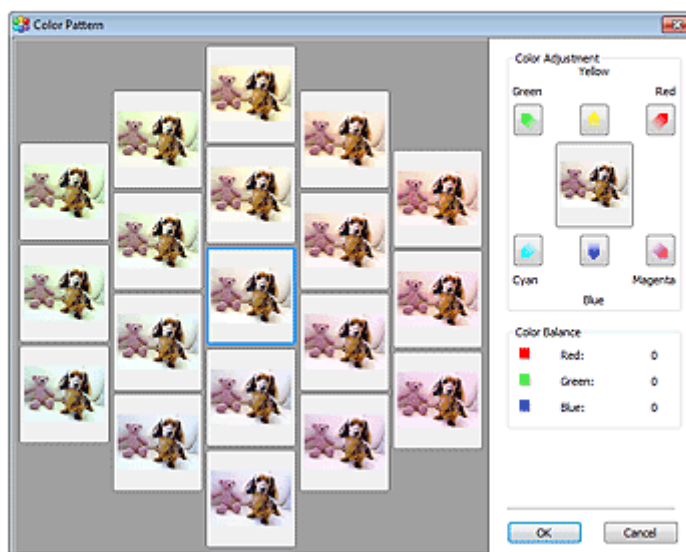 Color Pattern
Color Adjustment
Yellow
Green Red
Cyan Magenta
Blue
Color Balance
Red: 0
Green: 0
Blue: 0
OK Cancel